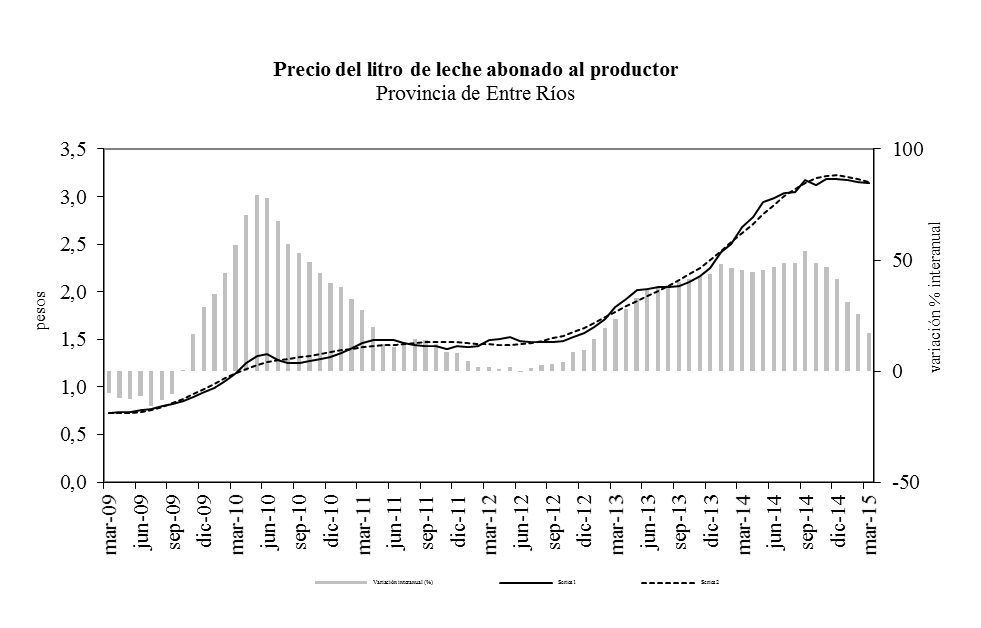 Precio del litro de leche abonado al productor
Provincia de Entre Ríos
3,5
3,0
2,5
2,0
1,5
1,0
0,5
0,0
pesos
100
50
0
-50
variación % interanual
mar-09
jun-09
sep-09
dic-09
mar-10
jun-10
sep-10
dic-10
mar-11
jun-11
sep-11
dic-11
mar-12
jun-12
sep-12
dic-12
mar-13
jun-13
sep-13
dic-13
mar-14
jun-14
sep-14
dic-14
mar-15
Variación interanual (%)
Series1
Series2